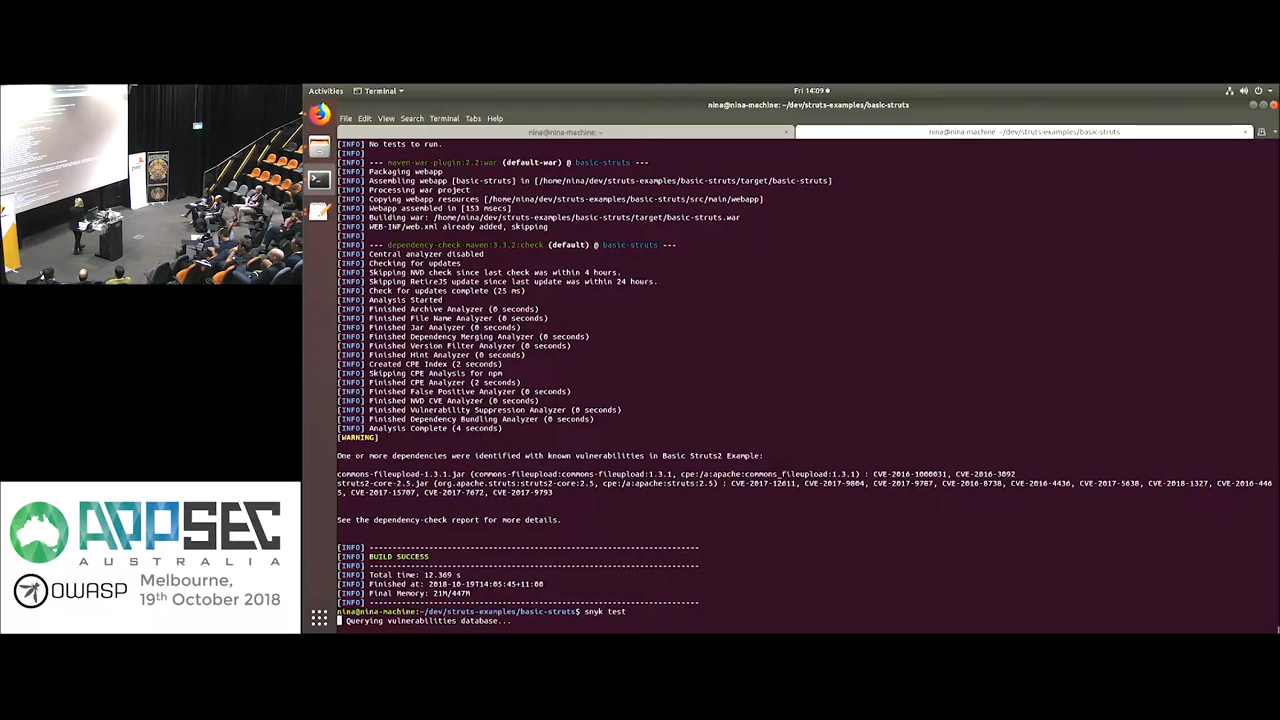 Activities
Terminal
Fri 14:09
nina@nina-machine: ~/dev/struts-examples/basic-struts
File Edit View Search Terminal Tabs Help
nina@nina-machine: ~
nina@nina-machine: ~/dev/struts-examples/basic-struts
[INFO] No tests to run.
[INFO]
[INFO] --- maven-war-plugin:2.2:war (default-war) @ basic-struts ---
[INFO] Packaging webapp
[INFO] Assembling webapp [basic-struts] in [/home/nina/dev/struts-examples/basic-struts/target/basic-struts]
[INFO] Processing war project
[INFO] Copying webapp resources [/home/nina/dev/struts-examples/basic-struts/src/main/webapp]
[INFO] Webapp assembled in [153 msecs]
[INFO] Building war: /home/nina/dev/struts-examples/basic-struts/target/basic-struts.war
[INFO] WEB-INF/web.xml already added, skipping
[INFO]
[INFO] --- dependency-check-maven:3.3.2:check (default) @ basic-struts ---
[INFO] Central analyzer disabled
[INFO] Checking for updates
[INFO] Skipping NVD check since last check was within 4 hours.
[INFO] Skipping RetireJS update since last update was within 24 hours.
[INFO] Check for updates complete (25 ms)
[INFO] Analysis Started
[INFO] Finished Archive Analyzer (0 seconds)
[INFO] Finished File Name Analyzer (0 seconds)
[INFO] Finished Jar Analyzer (0 seconds)
[INFO] Finished Dependency Merging Analyzer (0 seconds)
[INFO] Finished Version Filter Analyzer (0 seconds)
[INFO] Finished Hint Analyzer (0 seconds)
[INFO] Created CPE Index (2 seconds)
[INFO] Skipping CPE Analysis for npm
[INFO] Finished CPE Analyzer (2 seconds)
[INFO] Finished False Positive Analyzer (0 seconds)
[INFO] Finished NVD CVE Analyzer (0 seconds)
[INFO] Finished Vulnerability Suppression Analyzer (0 seconds)
[INFO] Finished Dependency Bundling Analyzer (0 seconds)
[INFO] Analysis Complete (4 seconds)
[WARNING]
One or more dependencies were identified with known vulnerabilities in Basic Struts2 Example:
commons-fileupload-1.3.1.jar (commons-fileupload:commons-fileupload:1.3.1, cpe:/a:apache:commons_fileupload:1.3.1) : CVE-2016-1000031, CVE-2016-3092
struts2-core-2.5.jar (org.apache.struts:struts2-core:2.5, cpe:/a:apache:struts:2.5) : CVE-2017-12611, CVE-2017-9804, CVE-2017-9787, CVE-2016-8738, CVE-2016-4436, CVE-2017-5638, CVE-2018-1327, CVE-2016-446
5, CVE-2017-15707, CVE-2017-7672, CVE-2017-9793
See the dependency-check report for more details.
[INFO] ------------------------------------------------------------------------
[INFO] BUILD SUCCESS
[INFO] ------------------------------------------------------------------------
[INFO] Total time: 12.369 s
[INFO] Finished at: 2018-10-19T14:05:45+11:00
[INFO] Final Memory: 21M/447M
[INFO] ------------------------------------------------------------------------
nina@nina-machine:~/dev/struts-examples/basic-struts$ snyk test
Querying vulnerabilities database...
APPSEC
AUSTRALIA
OWASP
Melbourne,
19th October 2018